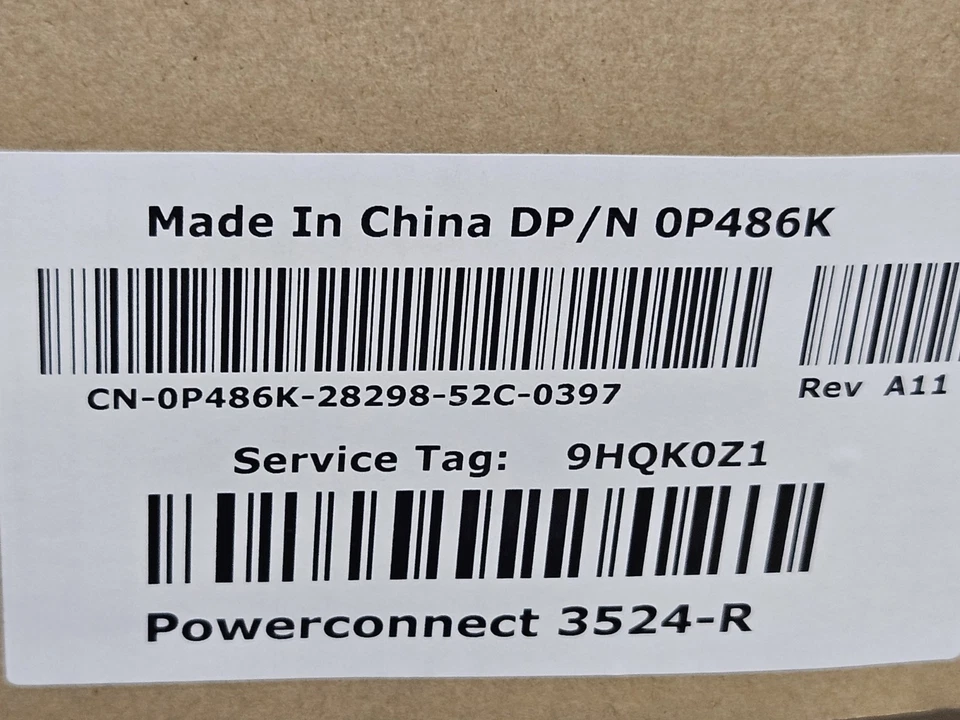 Made In China DP/N 0P486K
CN-0P486K-28298-52C-0397
Rev A11
Service Tag: 9HQK0Z1
Powerconnect 3524-R